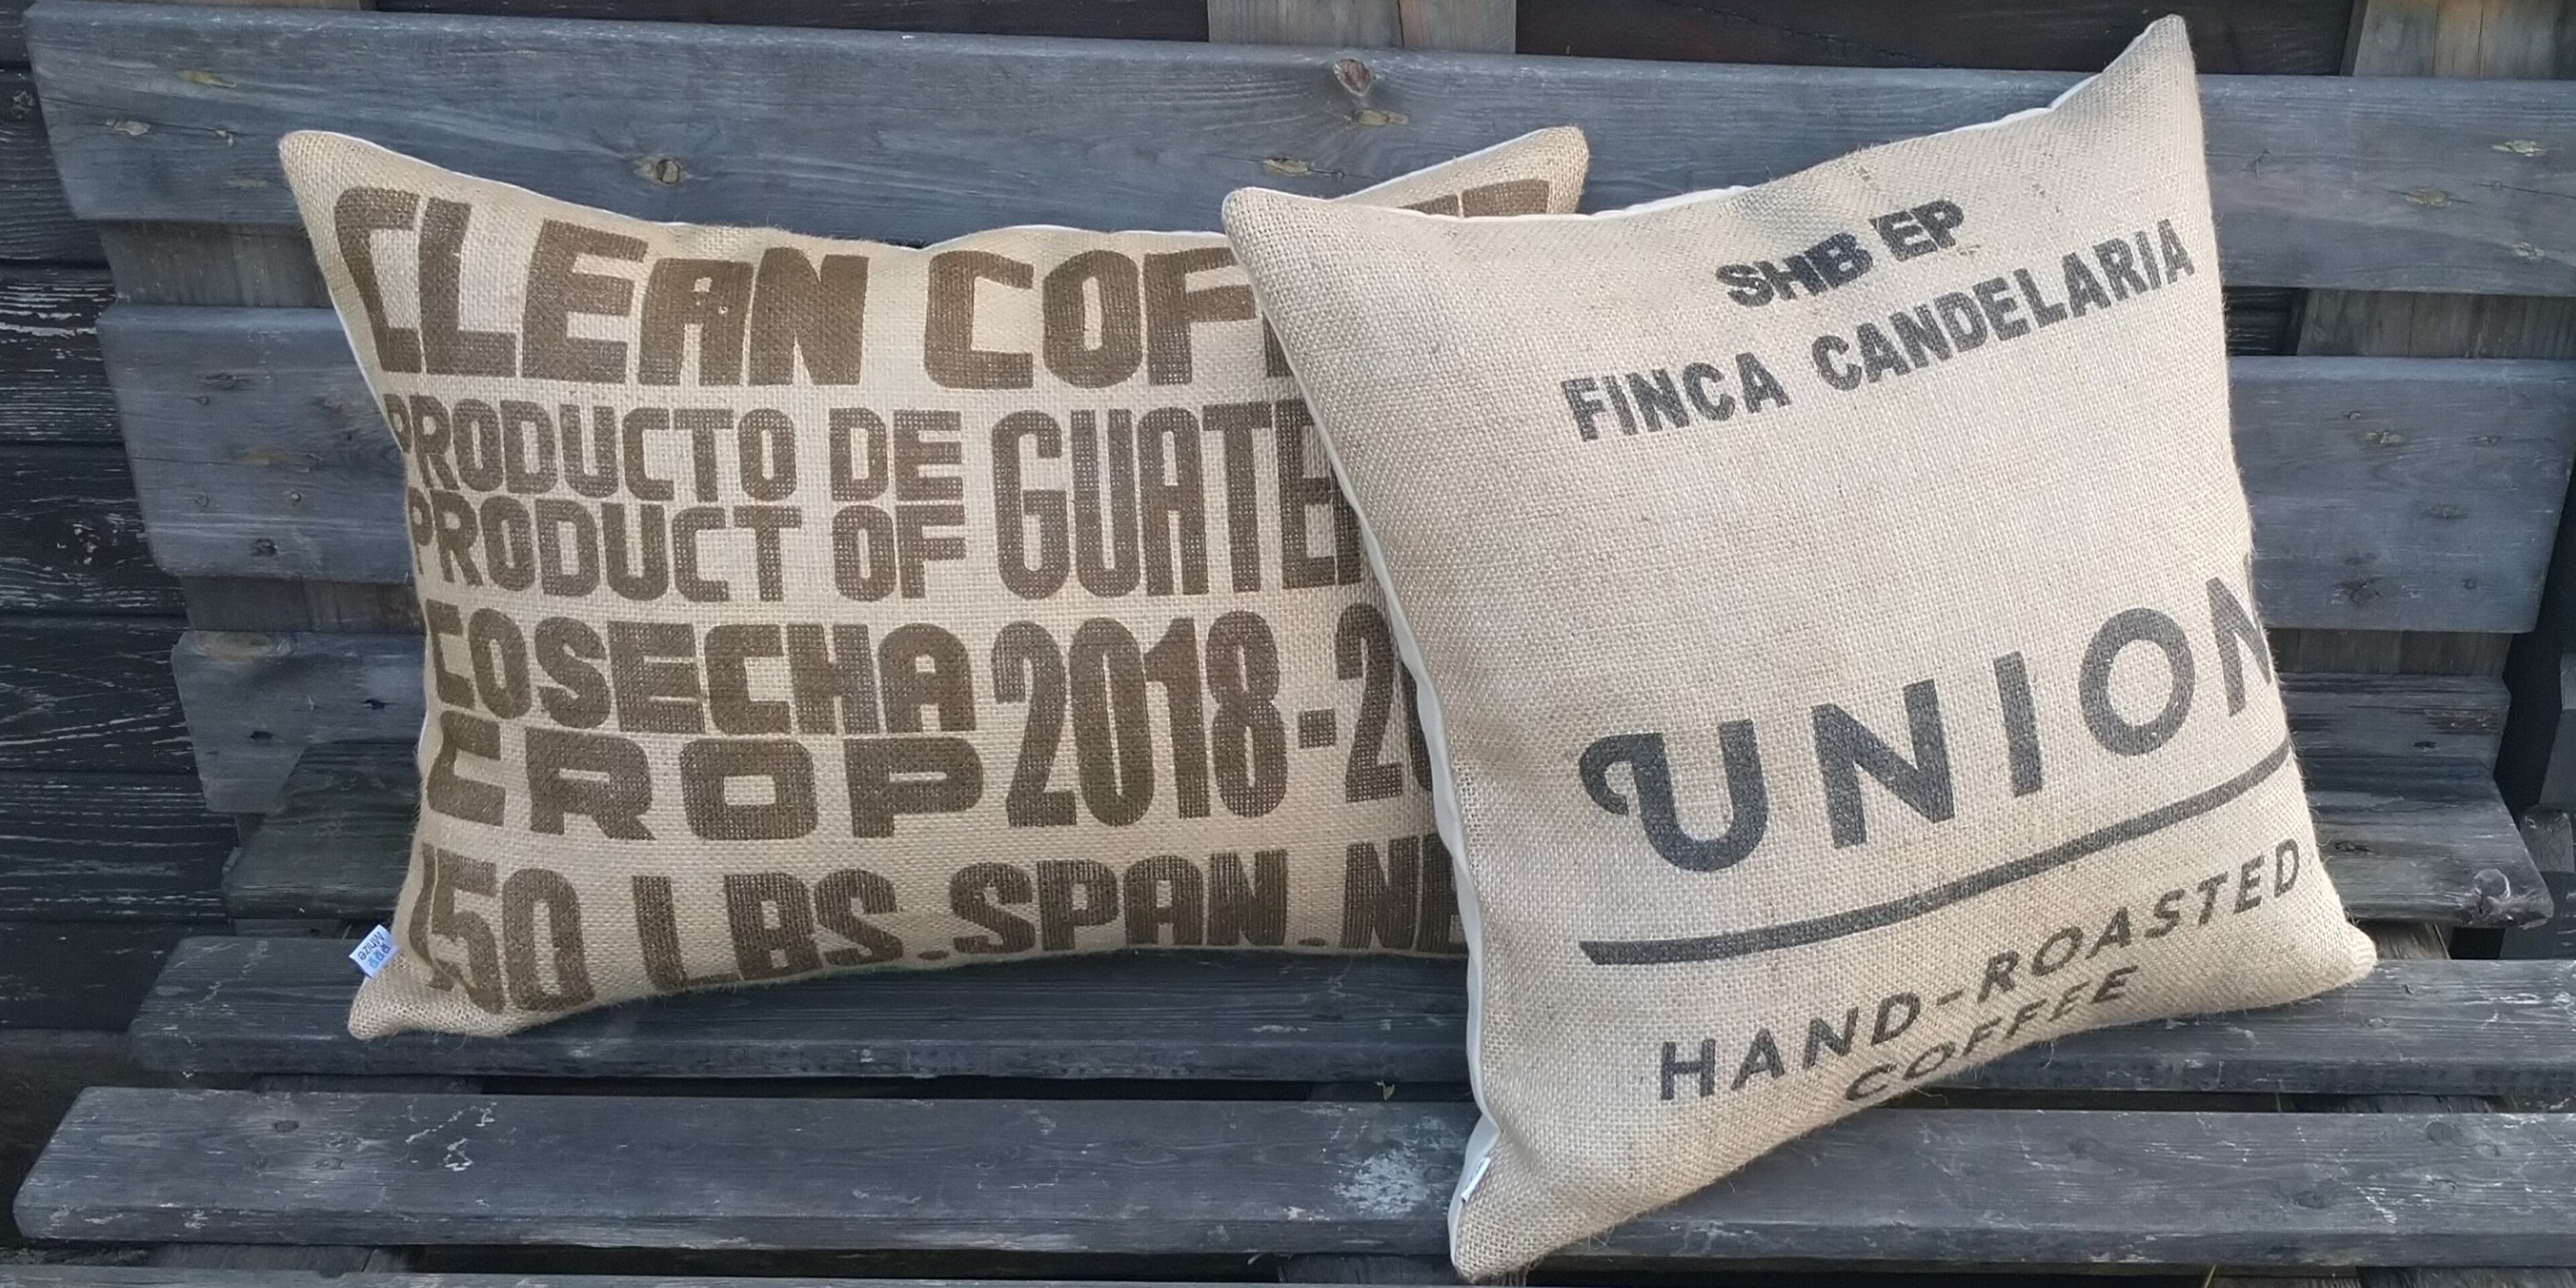 CLEAN COF
PRODUCTO DE GUATE
PRODUCT OF
COSECHA 2018-2
CROP
150 LBS.SPAN.NE
Mhize
SHB EP
FINCA CANDELARIA
UNION
HAND-ROASTED
COFFEE